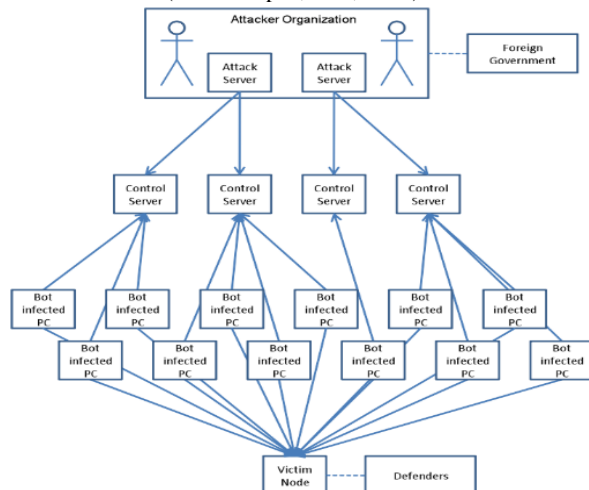 Attacker Organization
Attack
Server
Attack
Server
Foreign
Government
Control
Server
Control
Server
Control
Server
Control
Server
Bot
infected
PC
Bot
infected
PC
Bot
infected
PC
Bot
infected
PC
Bot
infected
PC
Bot
infected
PC
Bot
infected
PC
Bot
infected
PC
Bot
infected
PC
Bot
infected
PC
Bot
infected
PC
Bot
infected
PC
Victim
Node
Defenders